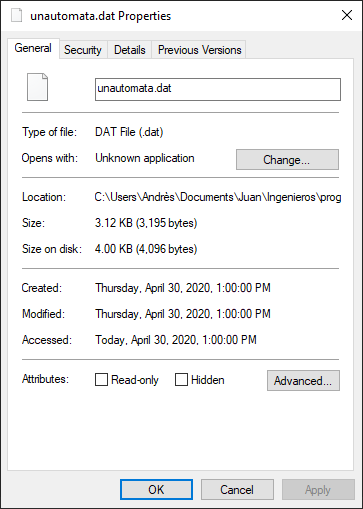 unautomata.dat Properties
General Security Details Previous Versions
unautomata.dat
Type of file: DAT File (.dat)
Opens with: Unknown application Change...
Location: C:\Users\Andrès\Documents\Juan\Ingenieros\prog
Size: 3.12 KB (3,195 bytes)
Size on disk: 4.00 KB (4,096 bytes)
Created: Thursday, April 30, 2020, 1:00:00 PM
Modified: Thursday, April 30, 2020, 1:00:00 PM
Accessed: Today, April 30, 2020, 1:00:00 PM
Attributes: Read-only Hidden Advanced...
OK Cancel Apply